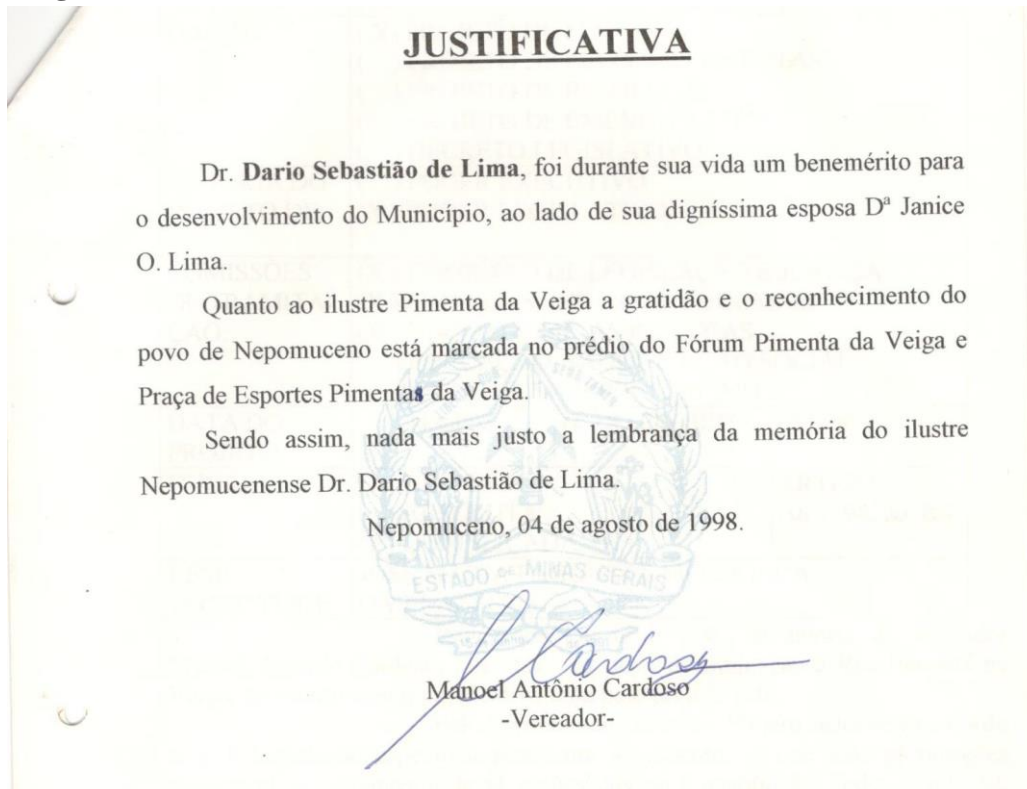 JUSTIFICATIVA
Dr. Dario Sebastião de Lima, foi durante sua vida um benemérito para
o desenvolvimento do Município, ao lado de sua digníssima esposa Dª Janice
O. Lima.
Quanto ao ilustre Pimenta da Veiga a gratidão e o reconhecimento do
povo de Nepomuceno está marcada no prédio do Fórum Pimenta da Veiga e
Praça de Esportes Pimentas da Veiga.
Sendo assim, nada mais justo a lembrança da memória do ilustre
Nepomucenense Dr. Dario Sebastião de Lima.
Nepomuceno, 04 de agosto de 1998.
ESTADO DE MINAS GERAIS
Cardoso
Manoel Antônio Cardoso
-Vereador-